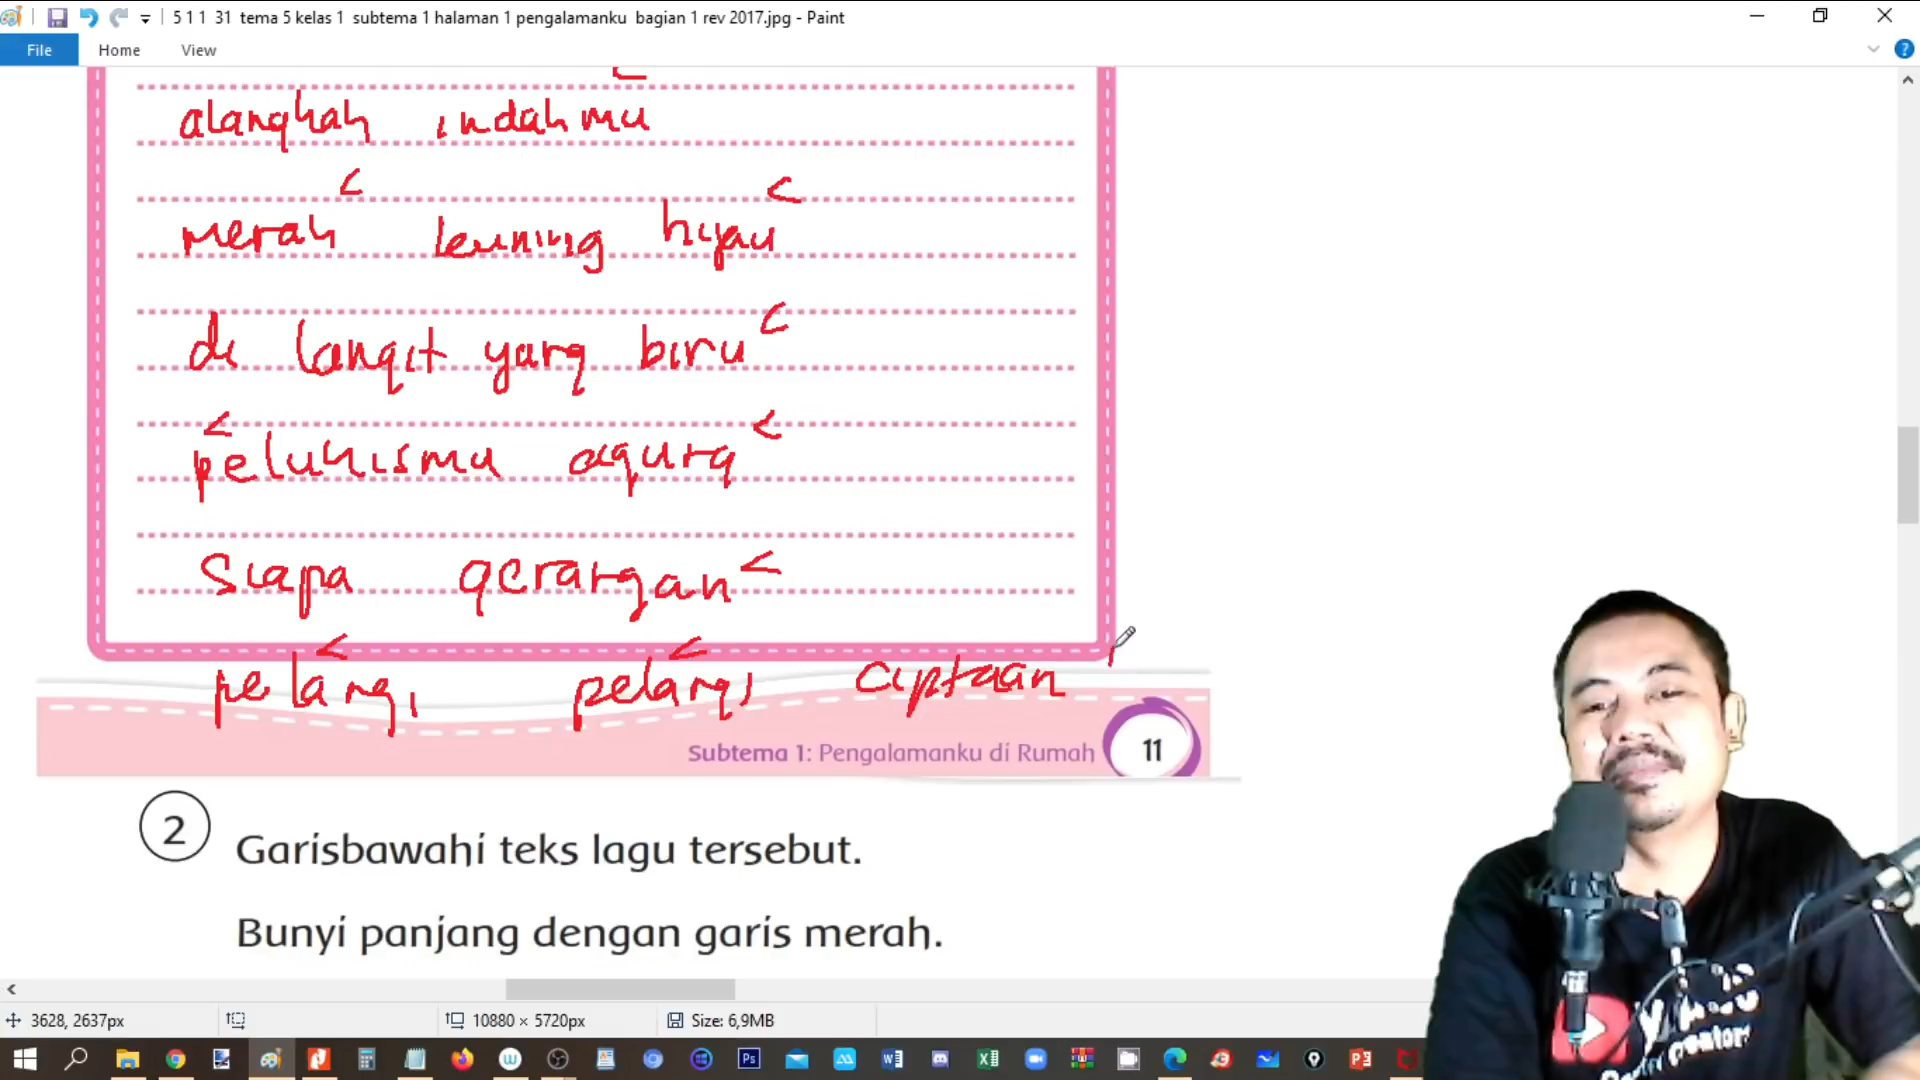 5 1 1 31 tema 5 kelas 1 subtema 1 halaman 1 pengalamanku bagian 1 rev 2017.jpg - Paint
File Home View
alangkah indahmu
merah kuning hijau
di langit yang biru
pelukismu agung
Siapa gerangan
pelangi pelangi ciptaan
Subtema 1: Pengalamanku di Rumah 11
2 Garisbawahi teks lagu tersebut.
Bunyi panjang dengan garis merah.
3628, 2637px 10880 × 5720px Size: 6,9MB